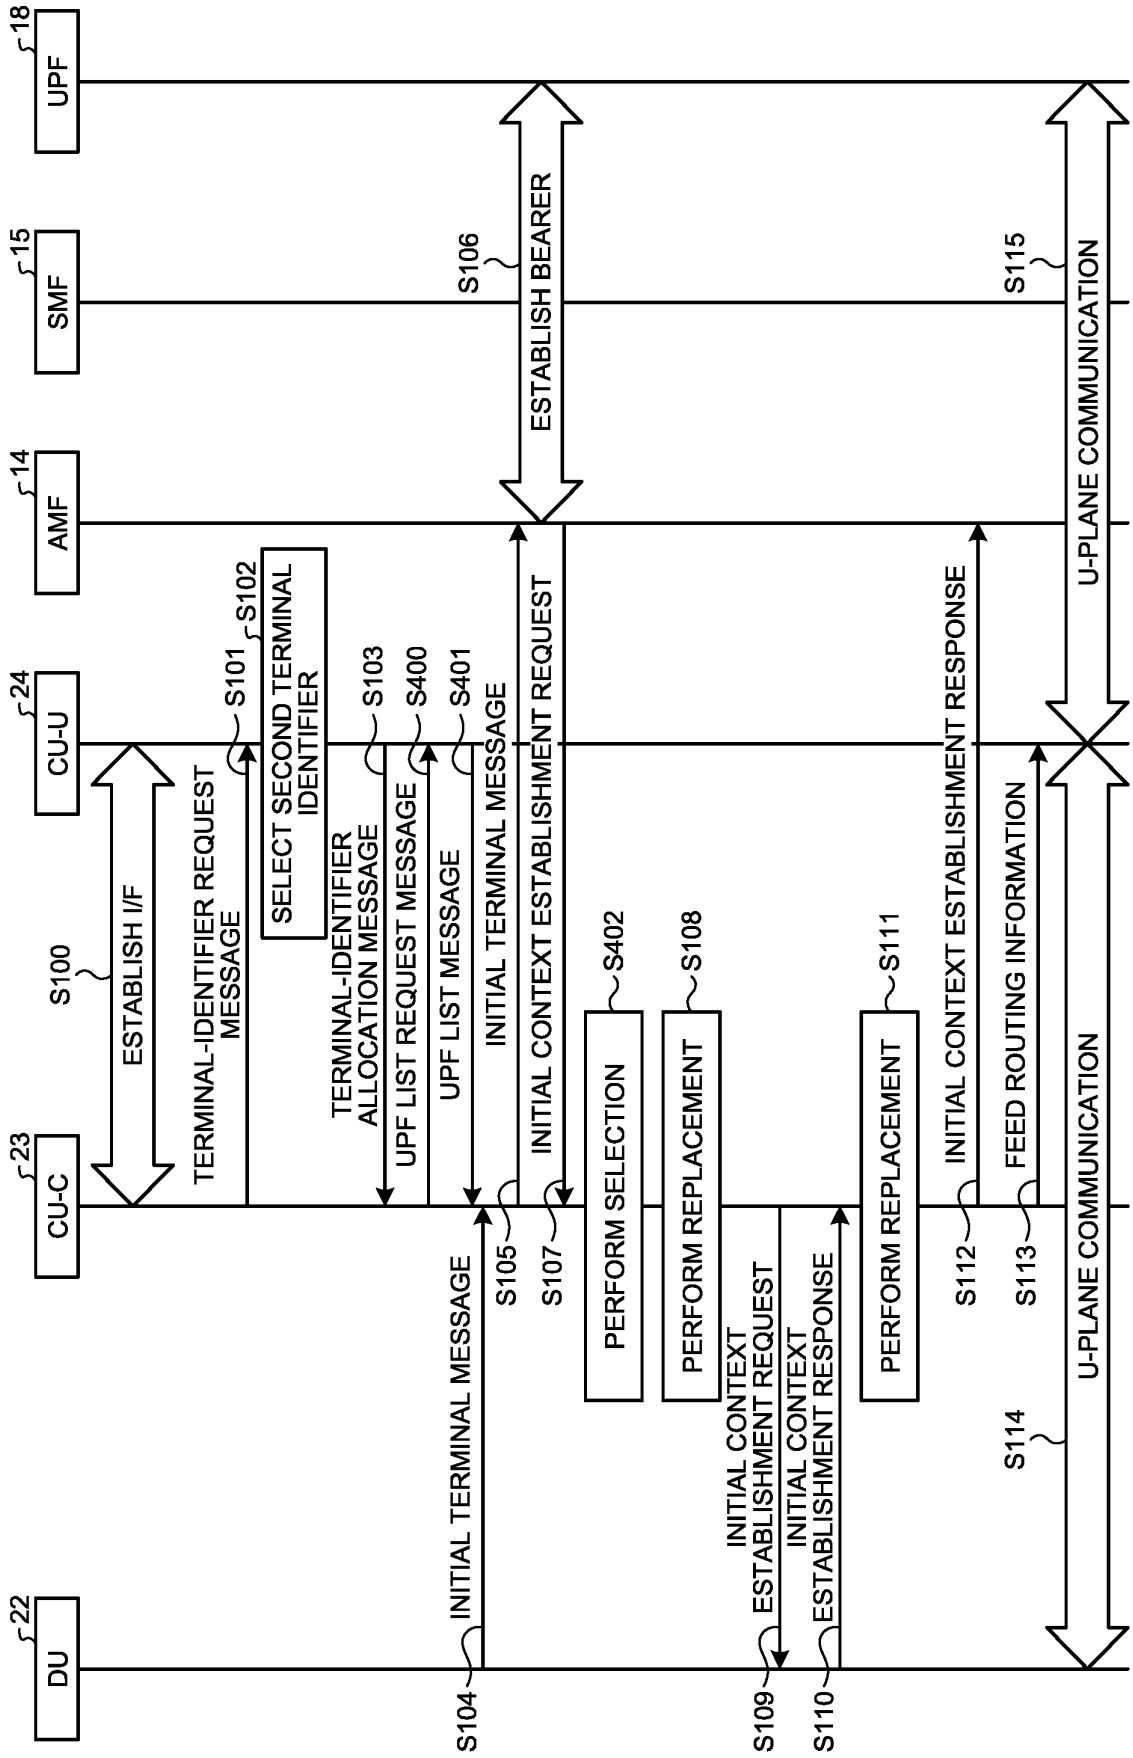 DU
22
CU-C
23
CU-U
24
AMF
14
SMF
15
UPF
18
S100
ESTABLISH I/F
TERMINAL-IDENTIFIER REQUEST
MESSAGE
S101
S102
SELECT SECOND TERMINAL
IDENTIFIER
TERMINAL-IDENTIFIER
ALLOCATION MESSAGE
S103
UPF LIST REQUEST MESSAGE
S400
UPF LIST MESSAGE
S401
S104
INITIAL TERMINAL MESSAGE
S105
INITIAL TERMINAL MESSAGE
S106
ESTABLISH BEARER
S107
INITIAL CONTEXT ESTABLISHMENT REQUEST
PERFORM SELECTION
S402
PERFORM REPLACEMENT
S108
S109
INITIAL CONTEXT
ESTABLISHMENT REQUEST
S110
INITIAL CONTEXT
ESTABLISHMENT RESPONSE
PERFORM REPLACEMENT
S111
S112
INITIAL CONTEXT ESTABLISHMENT RESPONSE
S113
FEED ROUTING INFORMATION
S114
U-PLANE COMMUNICATION
S115
U-PLANE COMMUNICATION